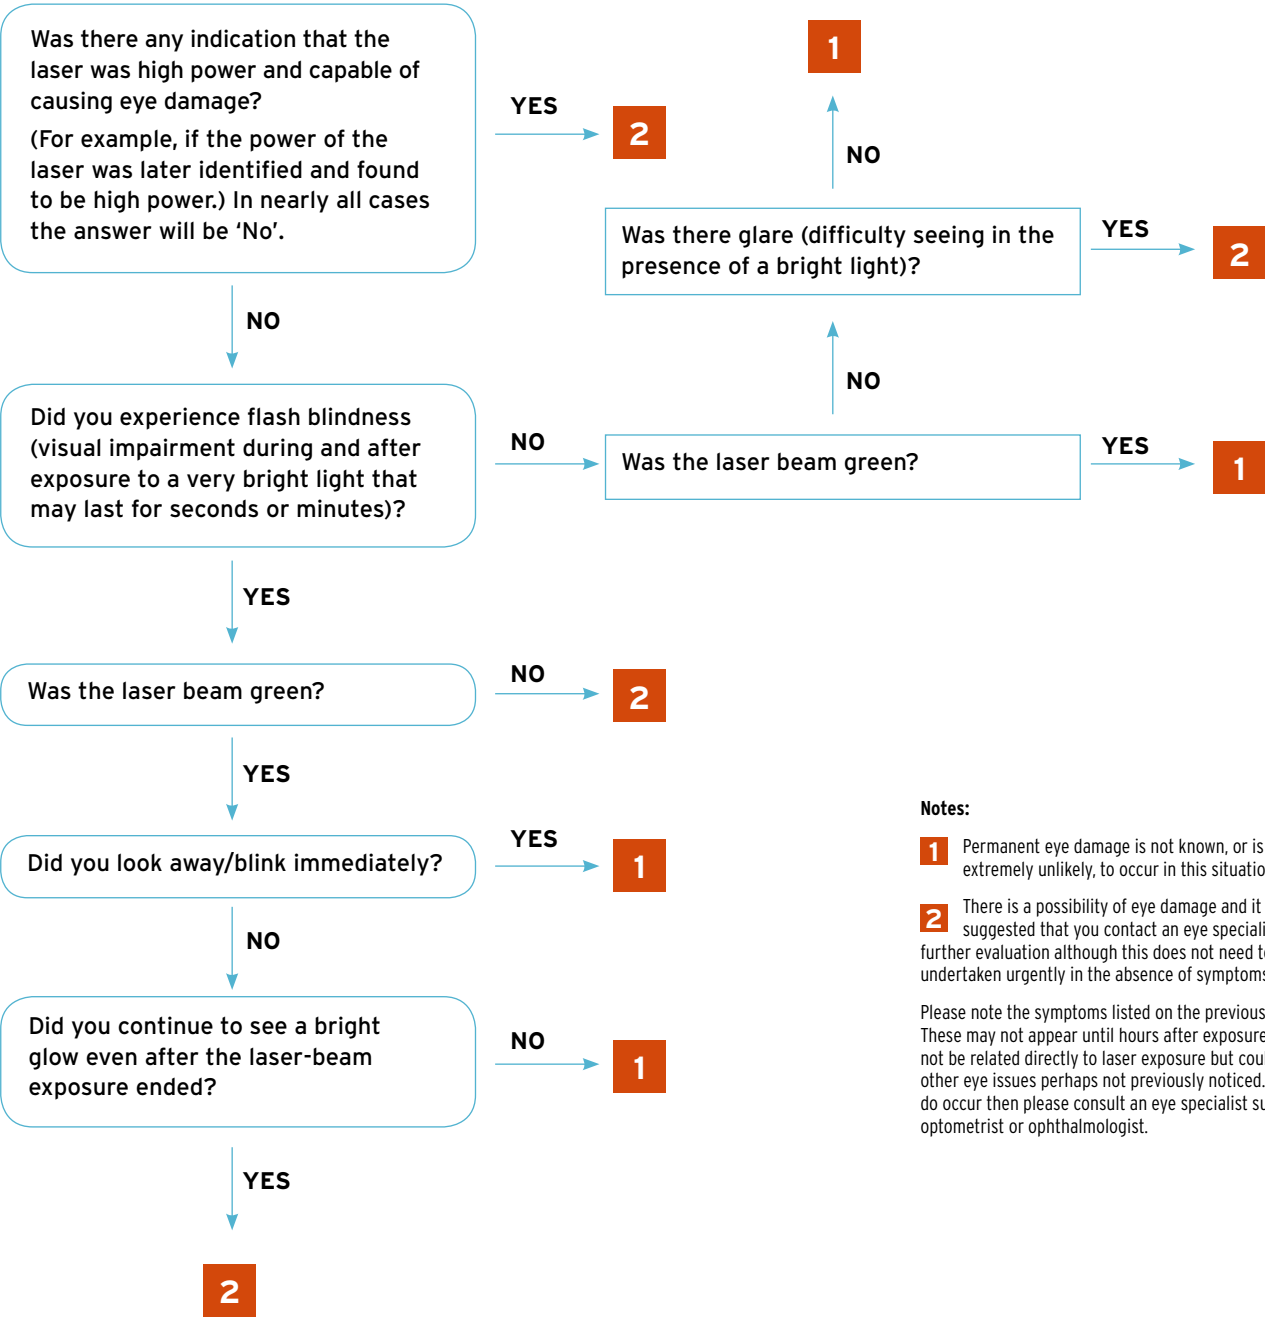 Was there any indication that the
laser was high power and capable of
causing eye damage?
(For example, if the power of the
laser was later identified and found
to be high power.) In nearly all cases
the answer will be ‘No’.
YES
2
NO
Did you experience flash blindness
(visual impairment during and after
exposure to a very bright light that
may last for seconds or minutes)?
NO
Was the laser beam green?
YES
1
NO
Was there glare (difficulty seeing in the
presence of a bright light)?
YES
2
NO
1
YES
Was the laser beam green?
NO
2
YES
Did you look away/blink immediately?
YES
1
NO
Did you continue to see a bright
glow even after the laser-beam
exposure ended?
NO
1
YES
2
Notes:
1 Permanent eye damage is not known, or is
extremely unlikely, to occur in this
2 There is a possibility of eye damage and it
suggested that you contact an eye
further evaluation although this does not need
undertaken urgently in the absence of symptoms
Please note the symptoms listed on the previous
These may not appear until hours after exposure
not be related directly to laser exposure but
other eye issues perhaps not previously noticed.
do occur then please consult an eye specialist
optometrist or ophthalmologist.